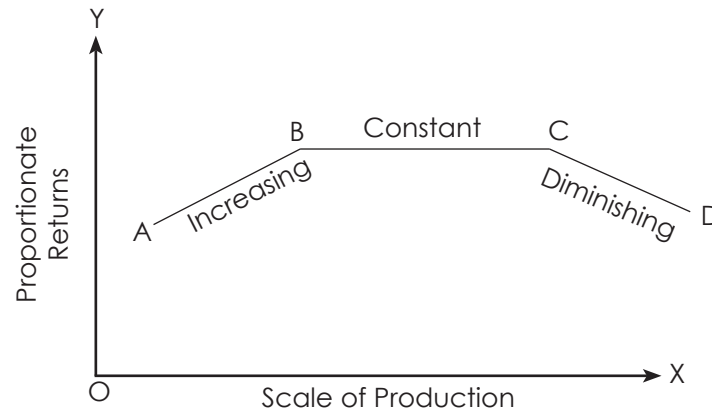 Y
Proportionate
Returns
A
Increasing
B
Constant
C
Diminishing
D
O
Scale of Production
X